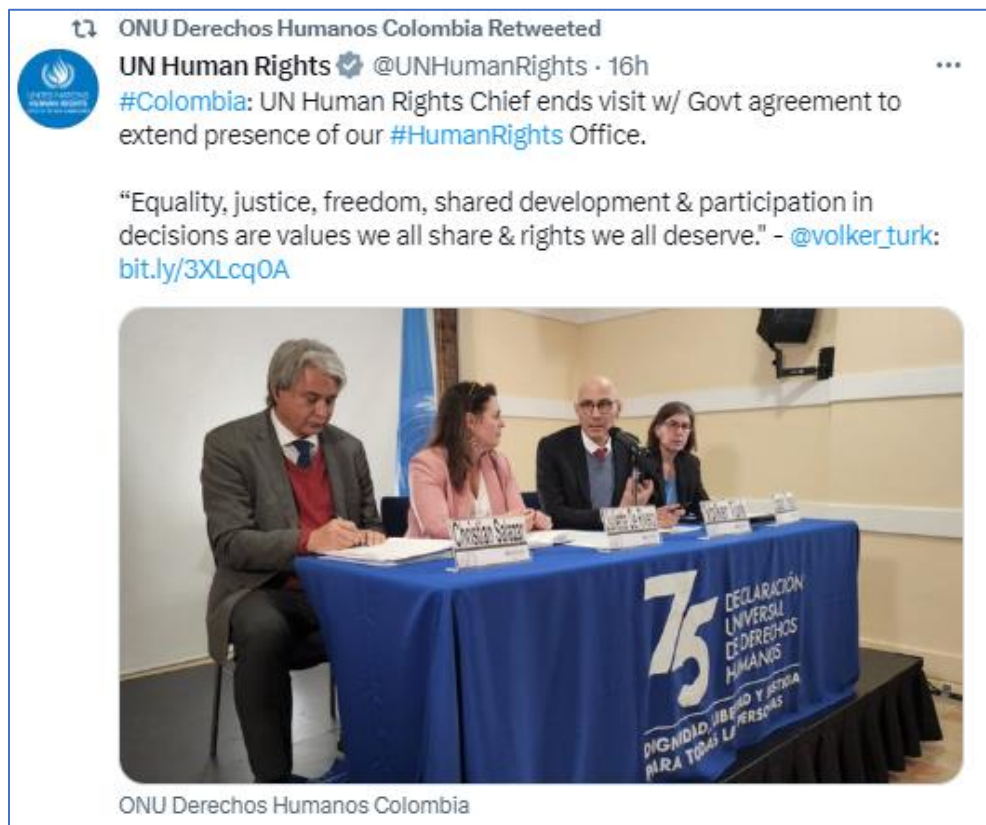 ONU Derechos Humanos Colombia Retweeted
UN Human Rights @UNHumanRights · 16h
#Colombia: UN Human Rights Chief ends visit w/ Govt agreement to
extend presence of our #HumanRights Office.
“Equality, justice, freedom, shared development & participation in
decisions are values we all share & rights we all deserve." - @volker_turk:
bit.ly/3XLcq0A
Christian Salazar
Volker Türk
75
DECLARACIÓN
UNIVERSAL
DE DERECHOS
HUMANOS
DIGNIDAD, LIBERTAD Y JUSTICIA
PARA TODAS LA PERSONAS
ONU Derechos Humanos Colombia